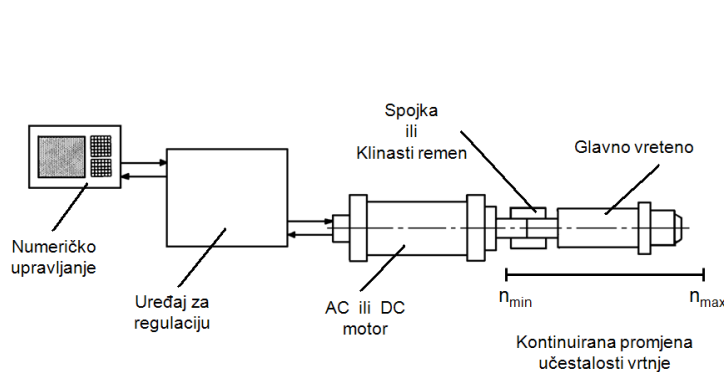 Spojka
ili
Klinasti remen
Glavno vreteno
Numeričko
upravljanje
Uređaj za
regulaciju
AC ili DC
motor
nmin
nmax
Kontinuirana promjena
učestalosti vrtnje